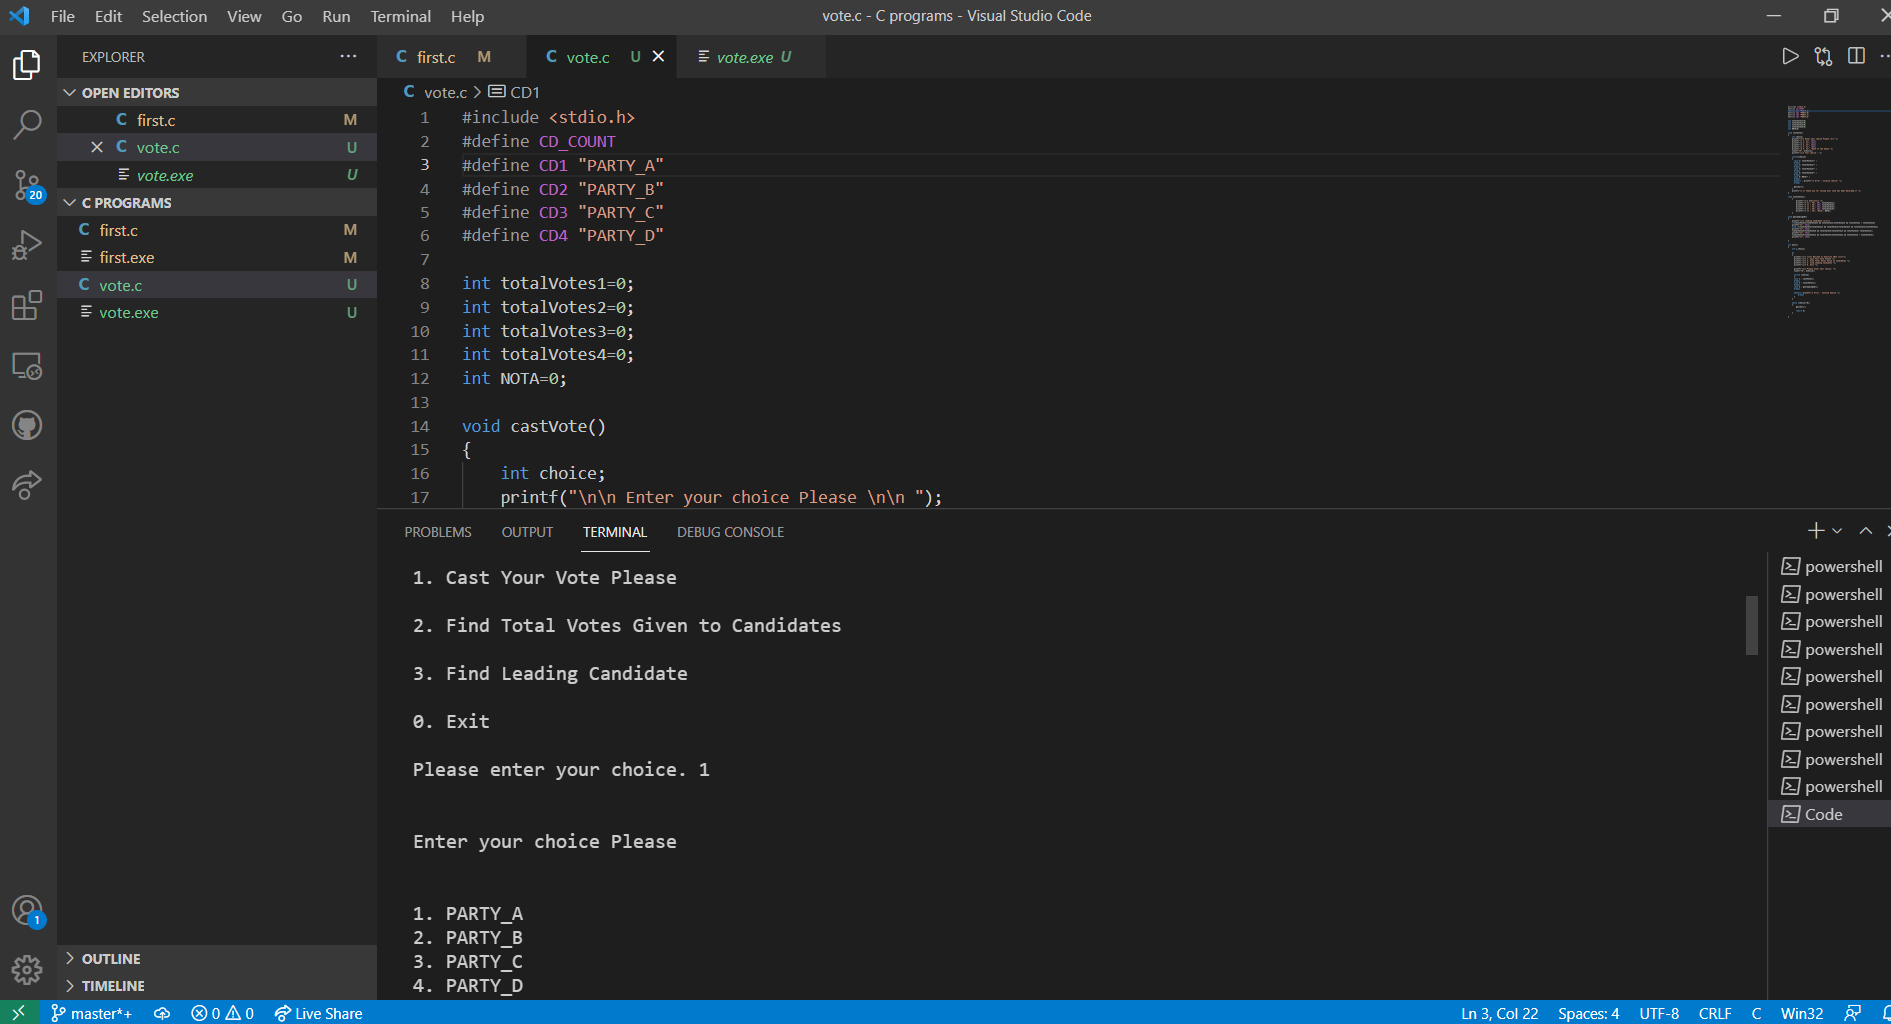 File Edit Selection View Go Run Terminal Help
vote.c - C programs - Visual Studio Code
EXPLORER
OPEN EDITORS
C first.c M
C vote.c U
vote.exe U
C PROGRAMS
C first.c M
first.exe M
C vote.c U
vote.exe U
OUTLINE
TIMELINE
20
1
C first.c M
C vote.c U
vote.exe U
C vote.c > CD1
1 #include <stdio.h>
2 #define CD_COUNT
3 #define CD1 "PARTY_A"
4 #define CD2 "PARTY_B"
5 #define CD3 "PARTY_C"
6 #define CD4 "PARTY_D"
7
8 int totalVotes1=0;
9 int totalVotes2=0;
10 int totalVotes3=0;
11 int totalVotes4=0;
12 int NOTA=0;
13
14 void castVote()
15 {
16 int choice;
17 printf("\n\n Enter your choice Please \n\n ");
PROBLEMS OUTPUT TERMINAL DEBUG CONSOLE
1. Cast Your Vote Please
2. Find Total Votes Given to Candidates
3. Find Leading Candidate
0. Exit
Please enter your choice. 1
Enter your choice Please
1. PARTY_A
2. PARTY_B
3. PARTY_C
4. PARTY_D
powershell
powershell
powershell
powershell
powershell
powershell
powershell
powershell
powershell
Code
master*+ 0 0 Live Share
Ln 3, Col 22 Spaces: 4 UTF-8 CRLF C Win32